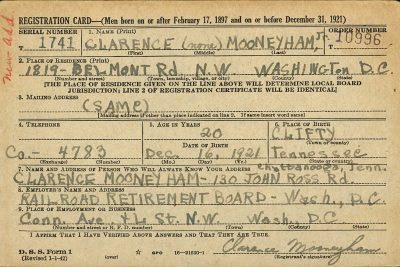 REGISTRATION CARD—(Men born on or after February 17, 1897 and on or before December 31, 1921)
SERIAL NUMBER 1. NAME (Print) ORDER NUMBER
1741 CLARENCE (none) MOONEYHAM, Jr 10996
(First) (Middle) (Last)
New add.
2. PLACE OF RESIDENCE (Print)
1819- BELMONT Rd. N.W. WASHINGTON D.C.
(Number and street) (Town, township, village, or city) (County) (State)
[THE PLACE OF RESIDENCE GIVEN ON THE LINE ABOVE WILL DETERMINE LOCAL BOARD
JURISDICTION; LINE 2 OF REGISTRATION CERTIFICATE WILL BE IDENTICAL]
3. MAILING ADDRESS
(SAME)
[Mailing address if other than place indicated on line 2. If same insert word same]
4. TELEPHONE 5. AGE IN YEARS 6. PLACE OF BIRTH
20 CLIFTY
DATE OF BIRTH (Town or county)
Co.- 4783 Dec. 16, 1921 Tennessee
(Exchange) (Number) (Mo.) (Day) (Yr.) (State or country)
7. NAME AND ADDRESS OF PERSON WHO WILL ALWAYS KNOW YOUR ADDRESS Chattanooga, Tenn.
CLARENCE MOONEYHAM- 130 JOHN ROSS Rd.
8. EMPLOYER'S NAME AND ADDRESS
RAILROAD RETIREMENT BOARD - Wash., D.C.
9. PLACE OF EMPLOYMENT OR BUSINESS
Conn. Ave. + L St. N.W. Wash., D.C.
(Number and street or R. F. D. number) (Town) (County) (State)
I AFFIRM THAT I HAVE VERIFIED ABOVE ANSWERS AND THAT THEY ARE TRUE.
D. S. S. Form 1 Clarence Mooneyham
(Revised 1-1-42) GPO 16—21630-1 (Registrant's signature)